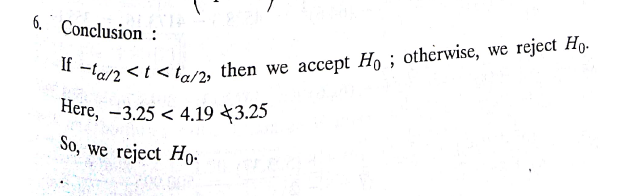 6. Conclusion :
If −tα/2 < t < tα/2, then we accept H0 ; otherwise, we reject H0.
Here, −3.25 < 4.19 ≮3.25
So, we reject H0.